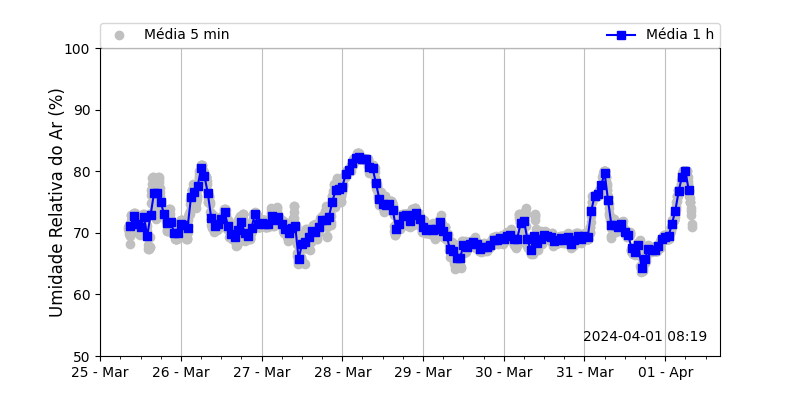 Média 5 min
Média 1 h
Umidade Relativa do Ar (%)
100
90
80
70
60
50
2024-04-01 08:19
25 - Mar
26 - Mar
27 - Mar
28 - Mar
29 - Mar
30 - Mar
31 - Mar
01 - Apr